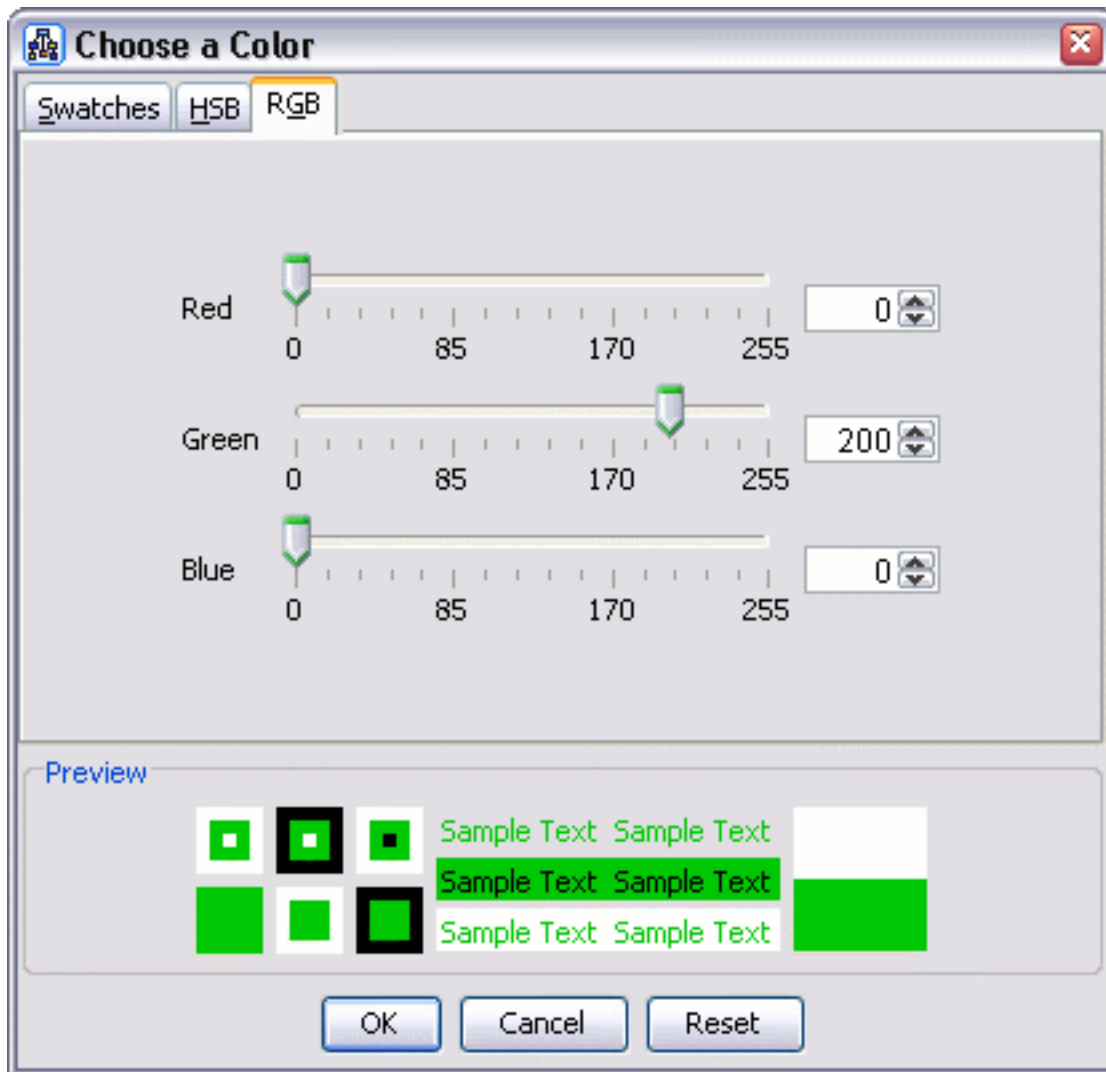 Choose a Color
Swatches HSB RGB
Red 0
0 85 170 255
Green 200
0 85 170 255
Blue 0
0 85 170 255
Preview
Sample Text Sample Text
Sample Text Sample Text
Sample Text Sample Text
OK Cancel Reset